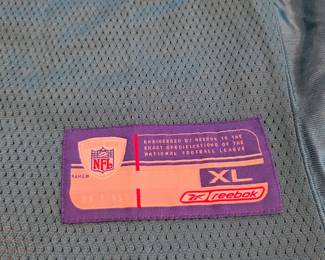 NFL
ENGINEERED BY REEBOK TO THE
EXACT SPECIFICATIONS OF THE
NATIONAL FOOTBALL LEAGUE
XL
Reebok